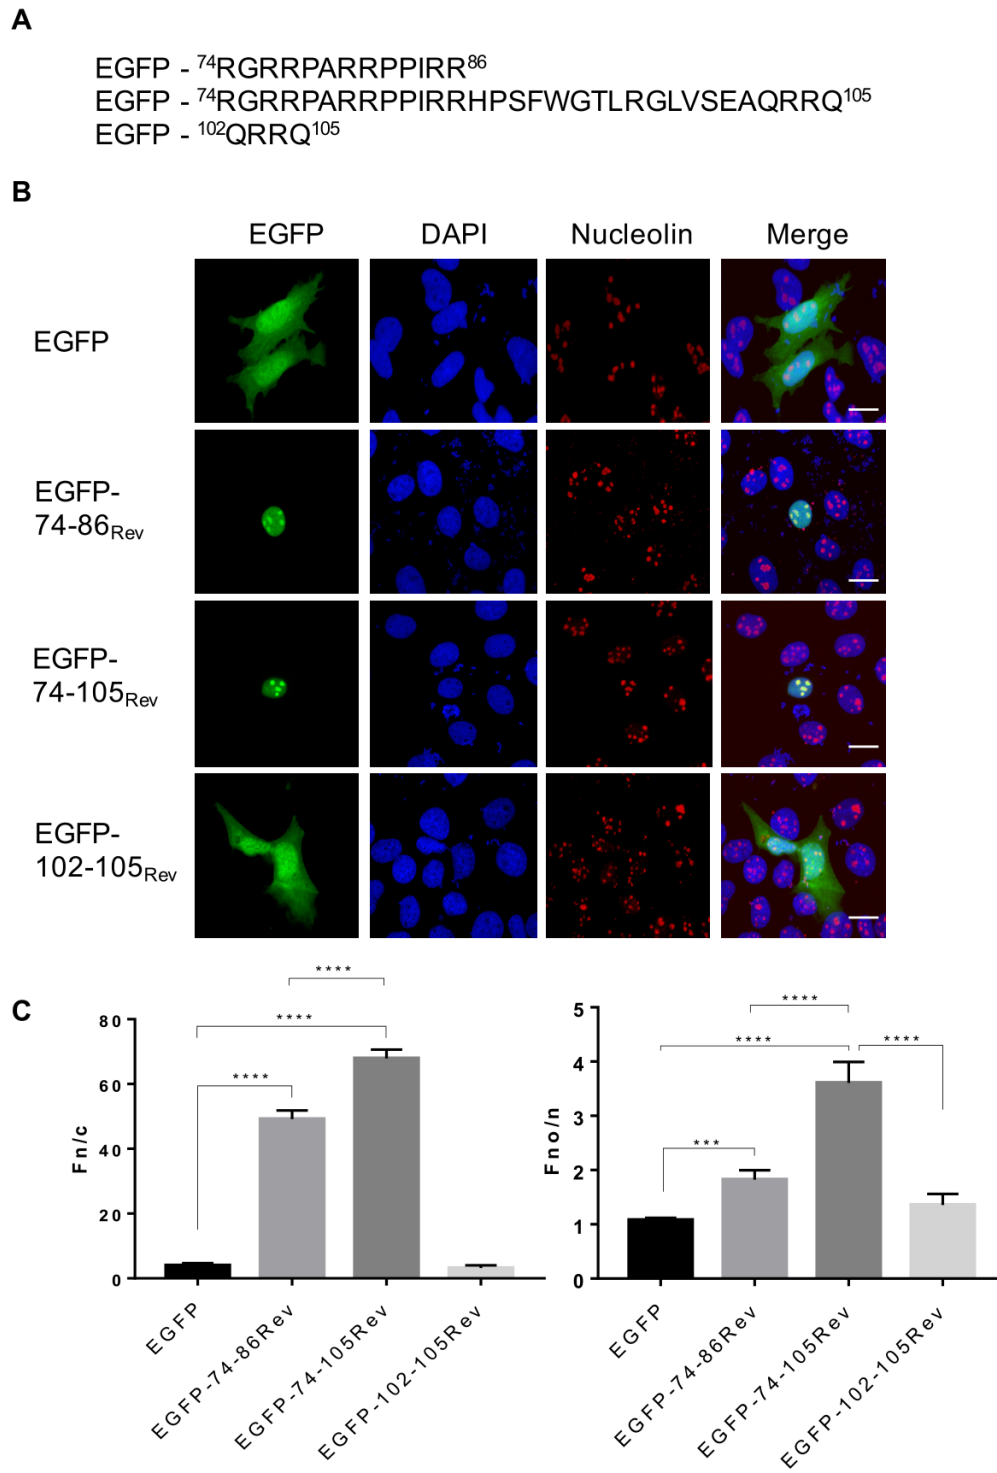 A
EGFP - ⁷⁴RGRRPARRPPIRR⁸⁶
EGFP - ⁷⁴RGRRPARRPPIRRHPSFWGTLRGLVSEAQRRQ¹⁰⁵
EGFP - ¹⁰²QRRQ¹⁰⁵
B
EGFP DAPI Nucleolin Merge
EGFP
EGFP-
74-86Rev
EGFP-
74-105Rev
EGFP-
102-105Rev
C
****
****
****
Fn/c
80
60
40
20
0
EGFP
EGFP-74-86Rev
EGFP-74-105Rev
EGFP-102-105Rev
****
****
****
***
Fno/n
5
4
3
2
1
0
EGFP
EGFP-74-86Rev
EGFP-74-105Rev
EGFP-102-105Rev